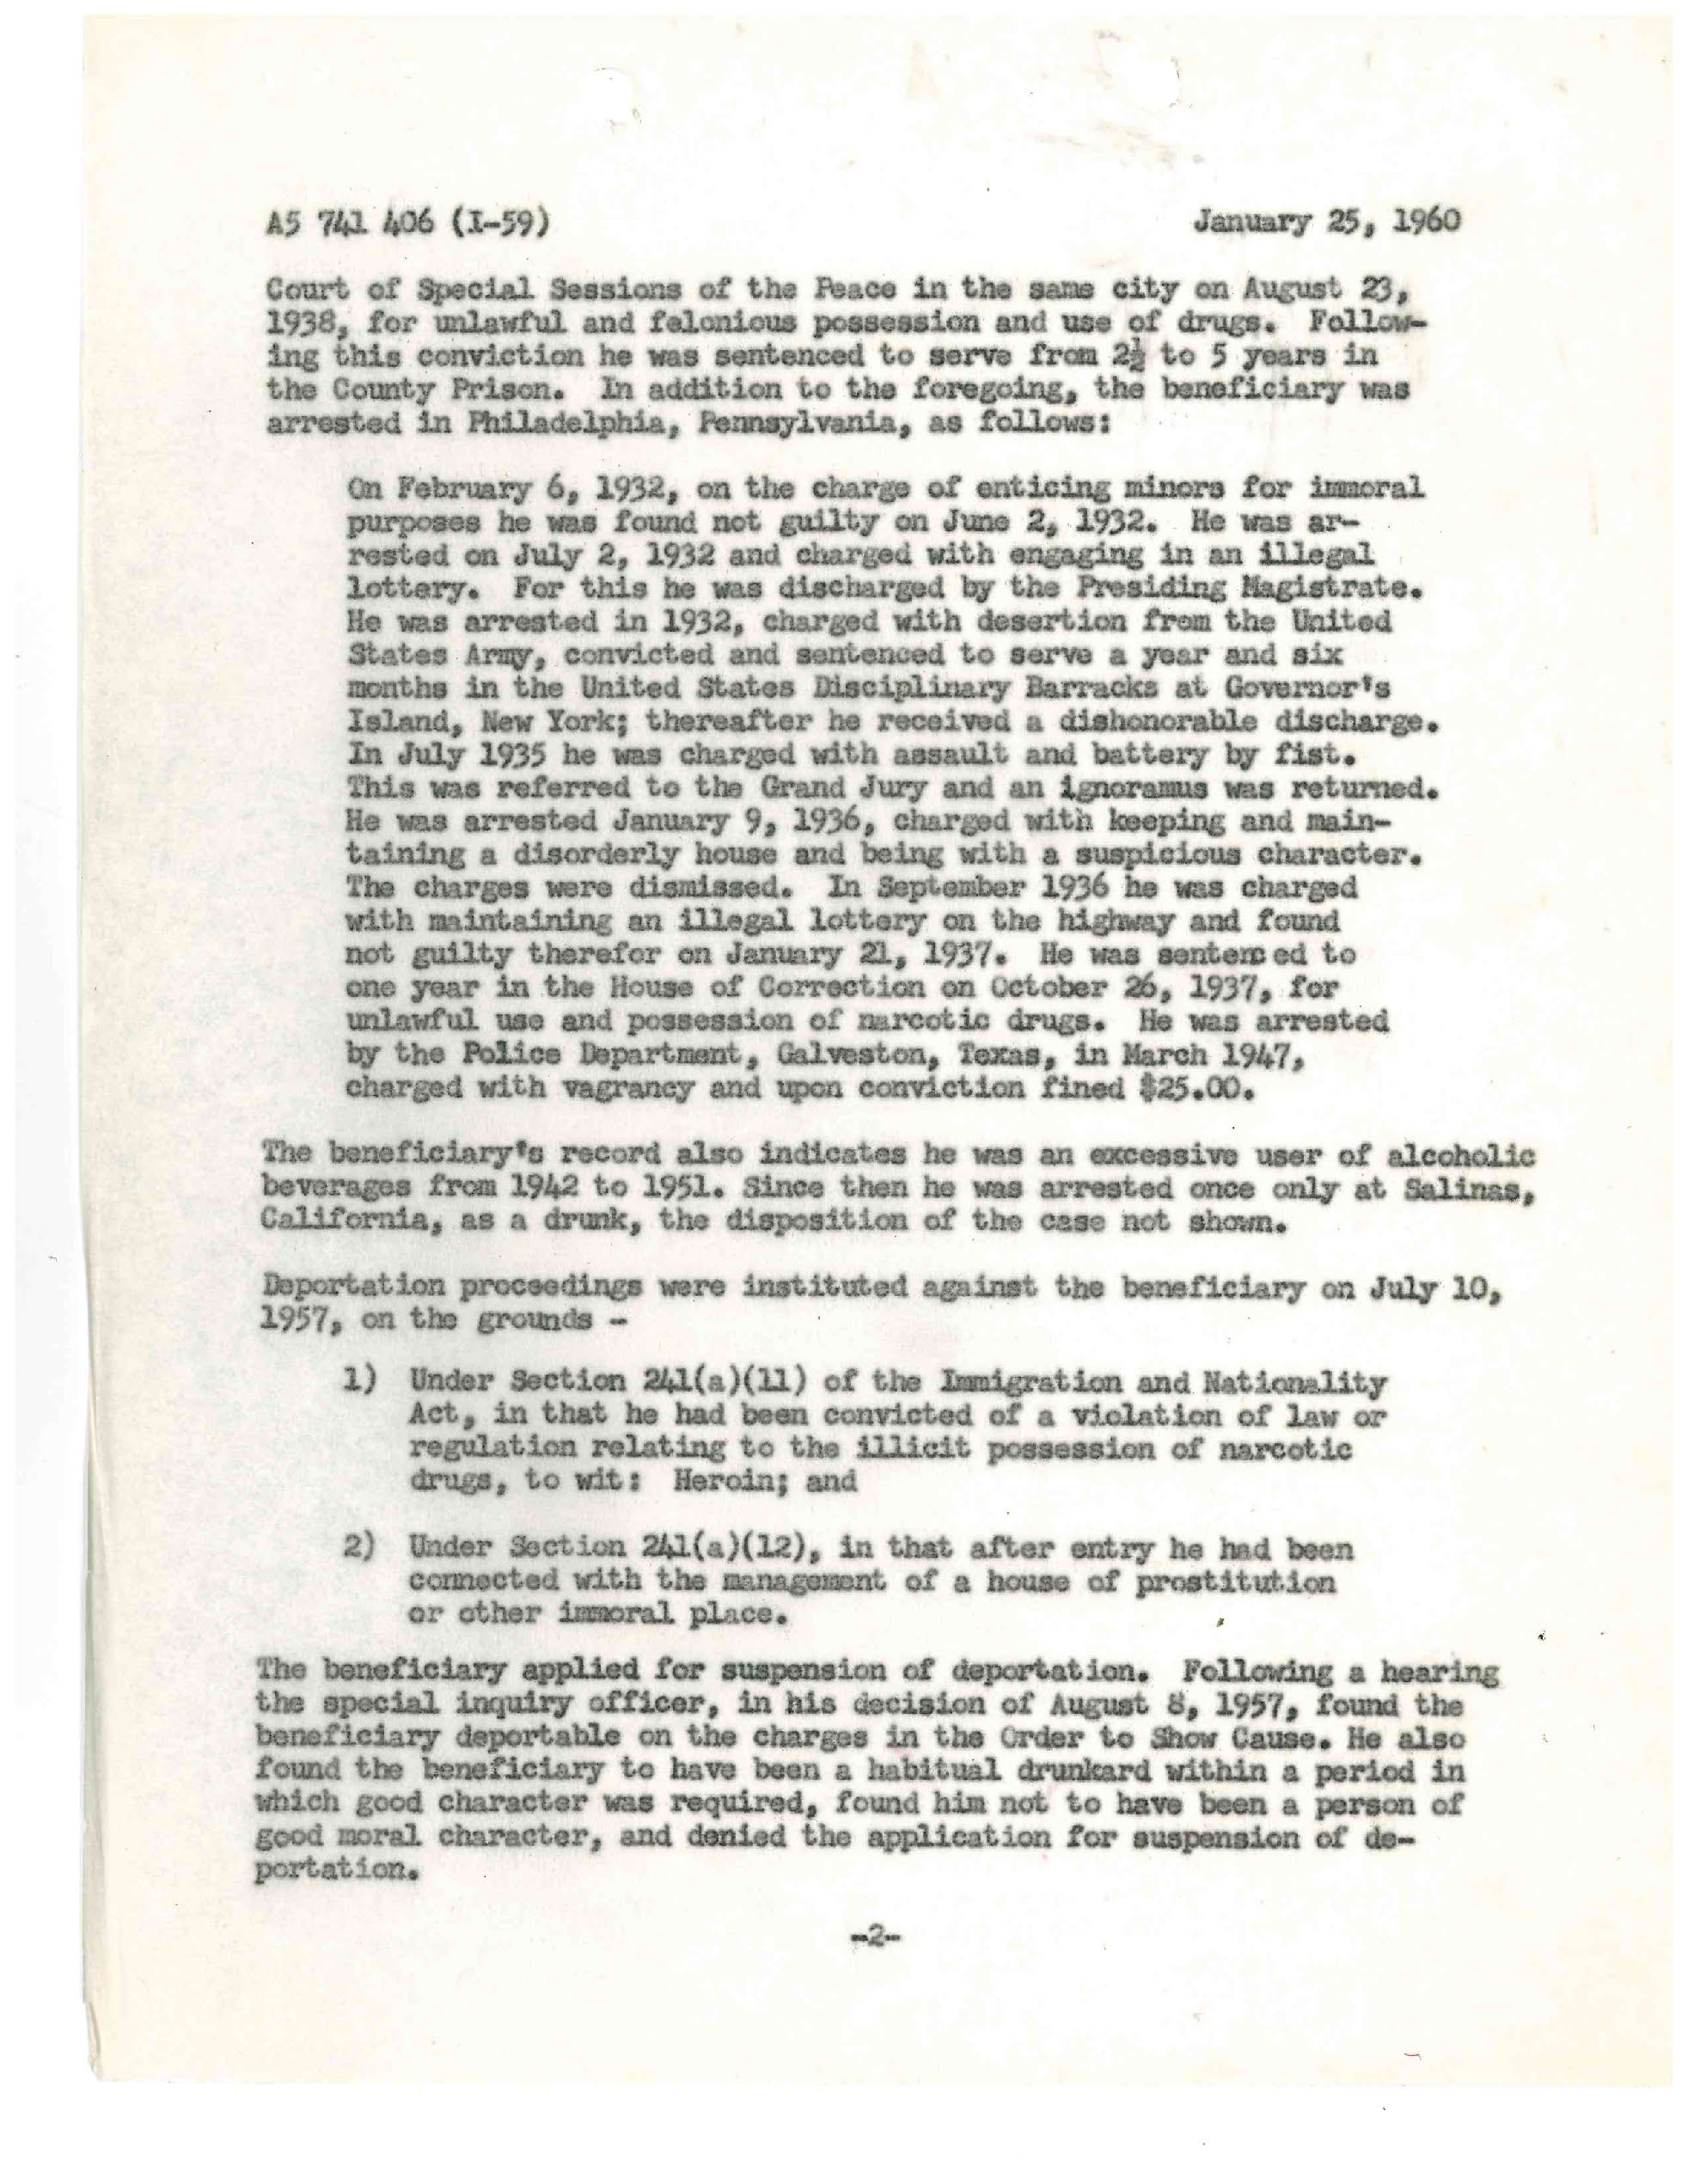 A5 741 406 (I-59) January 25, 1960
Court of Special Sessions of the Peace in the same city on August 23,
1938, for unlawful and felonious possession and use of drugs. Follow-
ing this conviction he was sentenced to serve from 2½ to 5 years in
the County Prison. In addition to the foregoing, the beneficiary was
arrested in Philadelphia, Pennsylvania, as follows:
On February 6, 1932, on the charge of enticing minors for immoral
purposes he was found not guilty on June 2, 1932. He was ar-
rested on July 2, 1932 and charged with engaging in an illegal
lottery. For this he was discharged by the Presiding Magistrate.
He was arrested in 1932, charged with desertion from the United
States Army, convicted and sentenced to serve a year and six
months in the United States Disciplinary Barracks at Governor's
Island, New York; thereafter he received a dishonorable discharge.
In July 1935 he was charged with assault and battery by fist.
This was referred to the Grand Jury and an ignoramus was returned.
He was arrested January 9, 1936, charged with keeping and main-
taining a disorderly house and being with a suspicious character.
The charges were dismissed. In September 1936 he was charged
with maintaining an illegal lottery on the highway and found
not guilty therefor on January 21, 1937. He was sentenced to
one year in the House of Correction on October 26, 1937, for
unlawful use and possession of narcotic drugs. He was arrested
by the Police Department, Galveston, Texas, in March 1947,
charged with vagrancy and upon conviction fined $25.00.
The beneficiary's record also indicates he was an excessive user of alcoholic
beverages from 1942 to 1951. Since then he was arrested once only at Salinas,
California, as a drunk, the disposition of the case not shown.
Deportation proceedings were instituted against the beneficiary on July 10,
1957, on the grounds -
1) Under Section 241(a)(11) of the Immigration and Nationality
Act, in that he had been convicted of a violation of law or
regulation relating to the illicit possession of narcotic
drugs, to wit: Heroin; and
2) Under Section 241(a)(12), in that after entry he had been
connected with the management of a house of prostitution
or other immoral place.
The beneficiary applied for suspension of deportation. Following a hearing
the special inquiry officer, in his decision of August 8, 1957, found the
beneficiary deportable on the charges in the Order to Show Cause. He also
found the beneficiary to have been a habitual drunkard within a period in
which good character was required, found him not to have been a person of
good moral character, and denied the application for suspension of de-
portation.
-2-